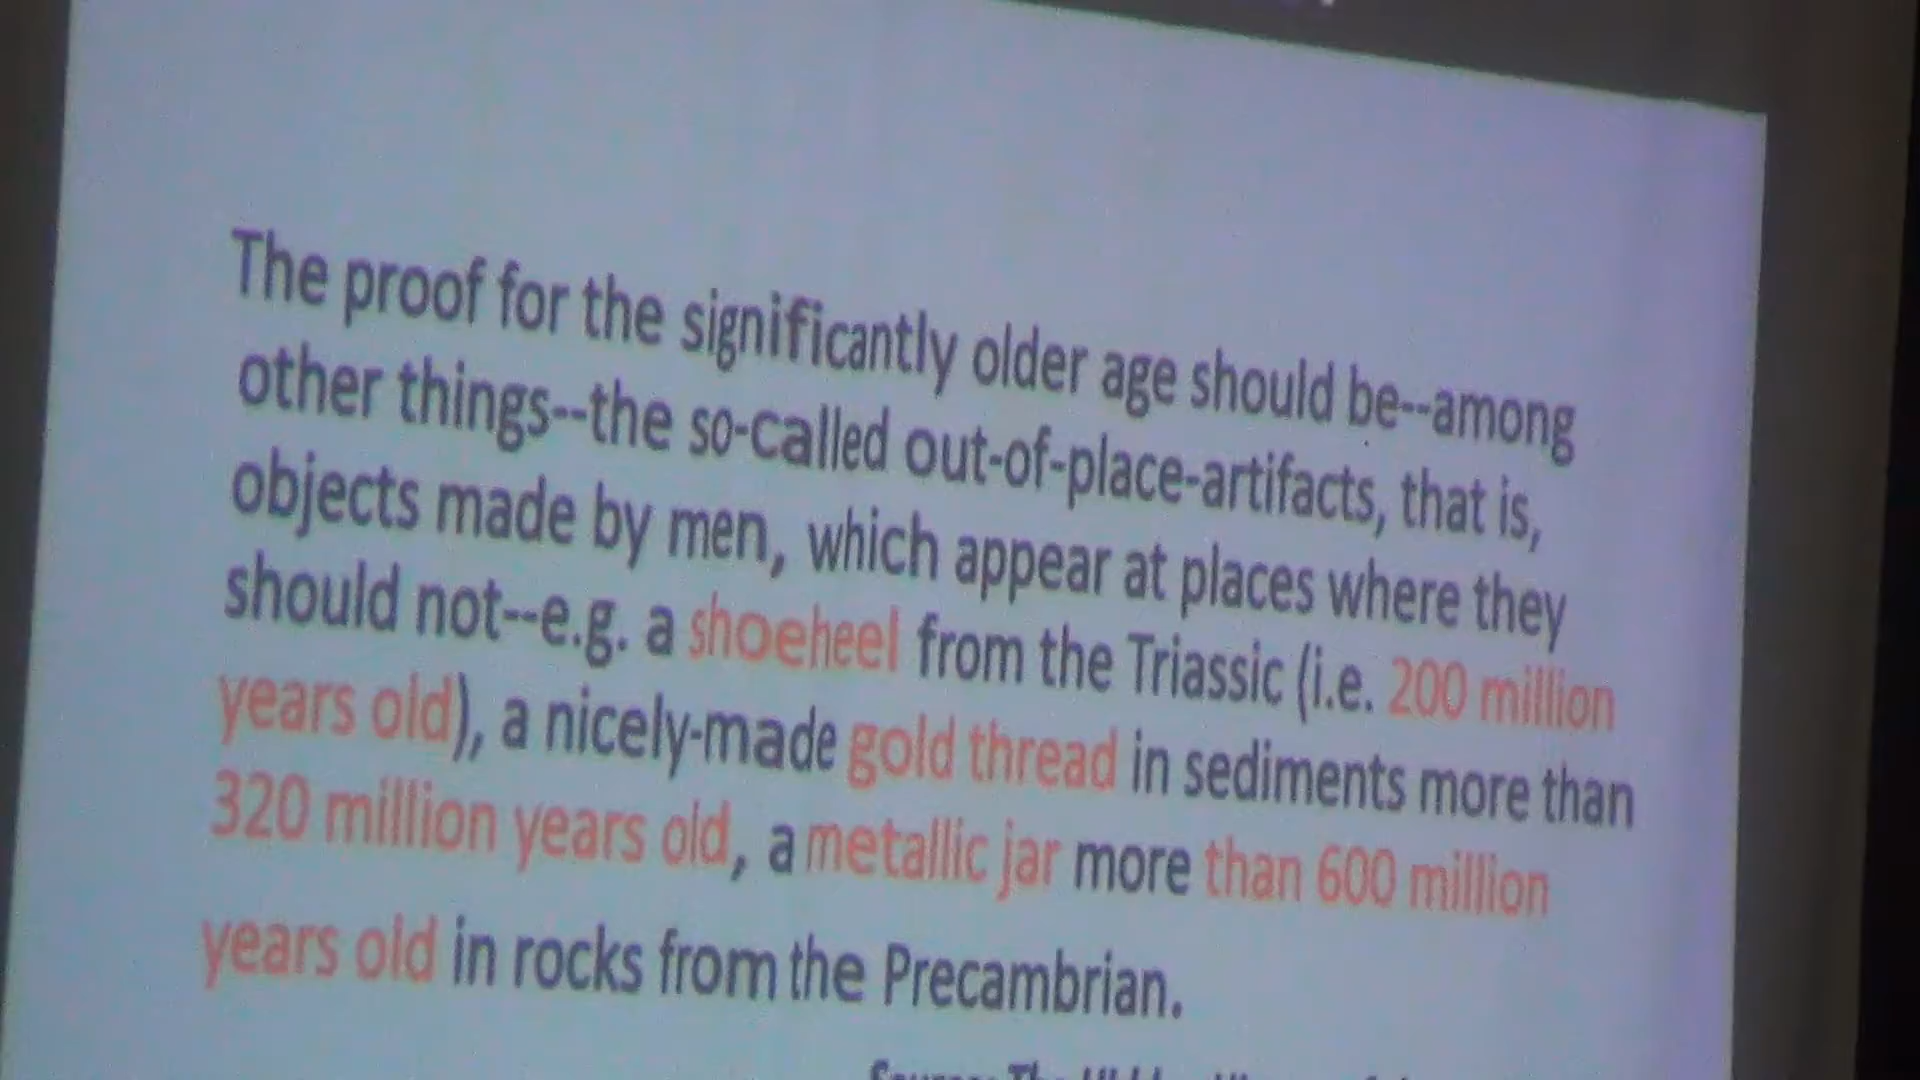 The proof for the significantly older age should be--among
other things--the so-called out-of-place-artifacts, that is,
objects made by men, which appear at places where they
should not--e.g. a shoeheel from the Triassic (i.e. 200 million
years old), a nicely-made gold thread in sediments more than
320 million years old, a metallic jar more than 600 million
years old in rocks from the Precambrian.